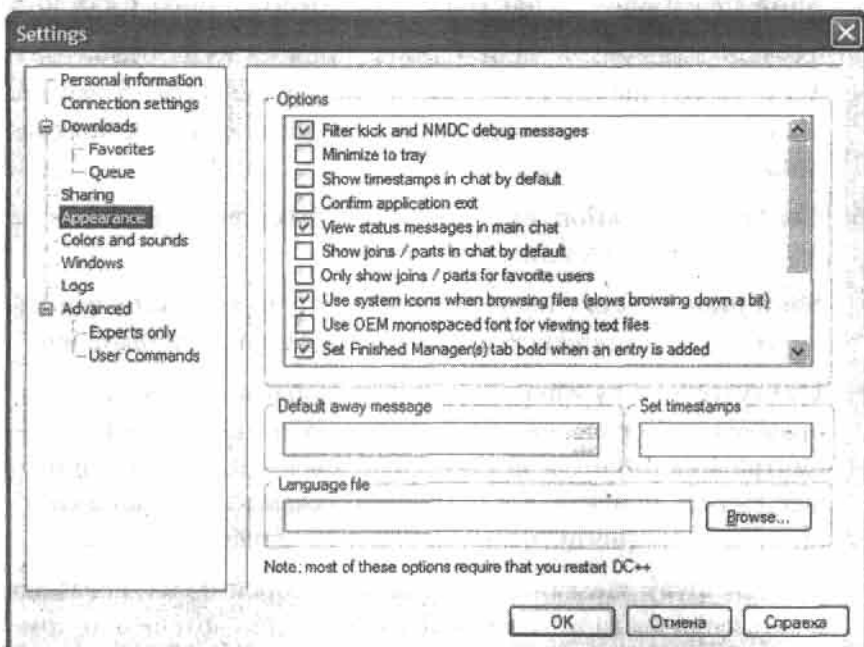 Settings
Personal information
Connection settings
Downloads
Favorites
Queue
Sharing
Appearance
Colors and sounds
Windows
Logs
Advanced
Experts only
User Commands
Options
Filter kick and NMDC debug messages
Minimize to tray
Show timestamps in chat by default
Confirm application exit
View status messages in main chat
Show joins / parts in chat by default
Only show joins / parts for favorite users
Use system icons when browsing files (slows browsing down a bit)
Use OEM monospaced font for viewing text files
Set Finished Manager(s) tab bold when an entry is added
Default away message
Set timestamps
Language file
Browse...
Note: most of these options require that you restart DC++
OK
Отмена
Справка